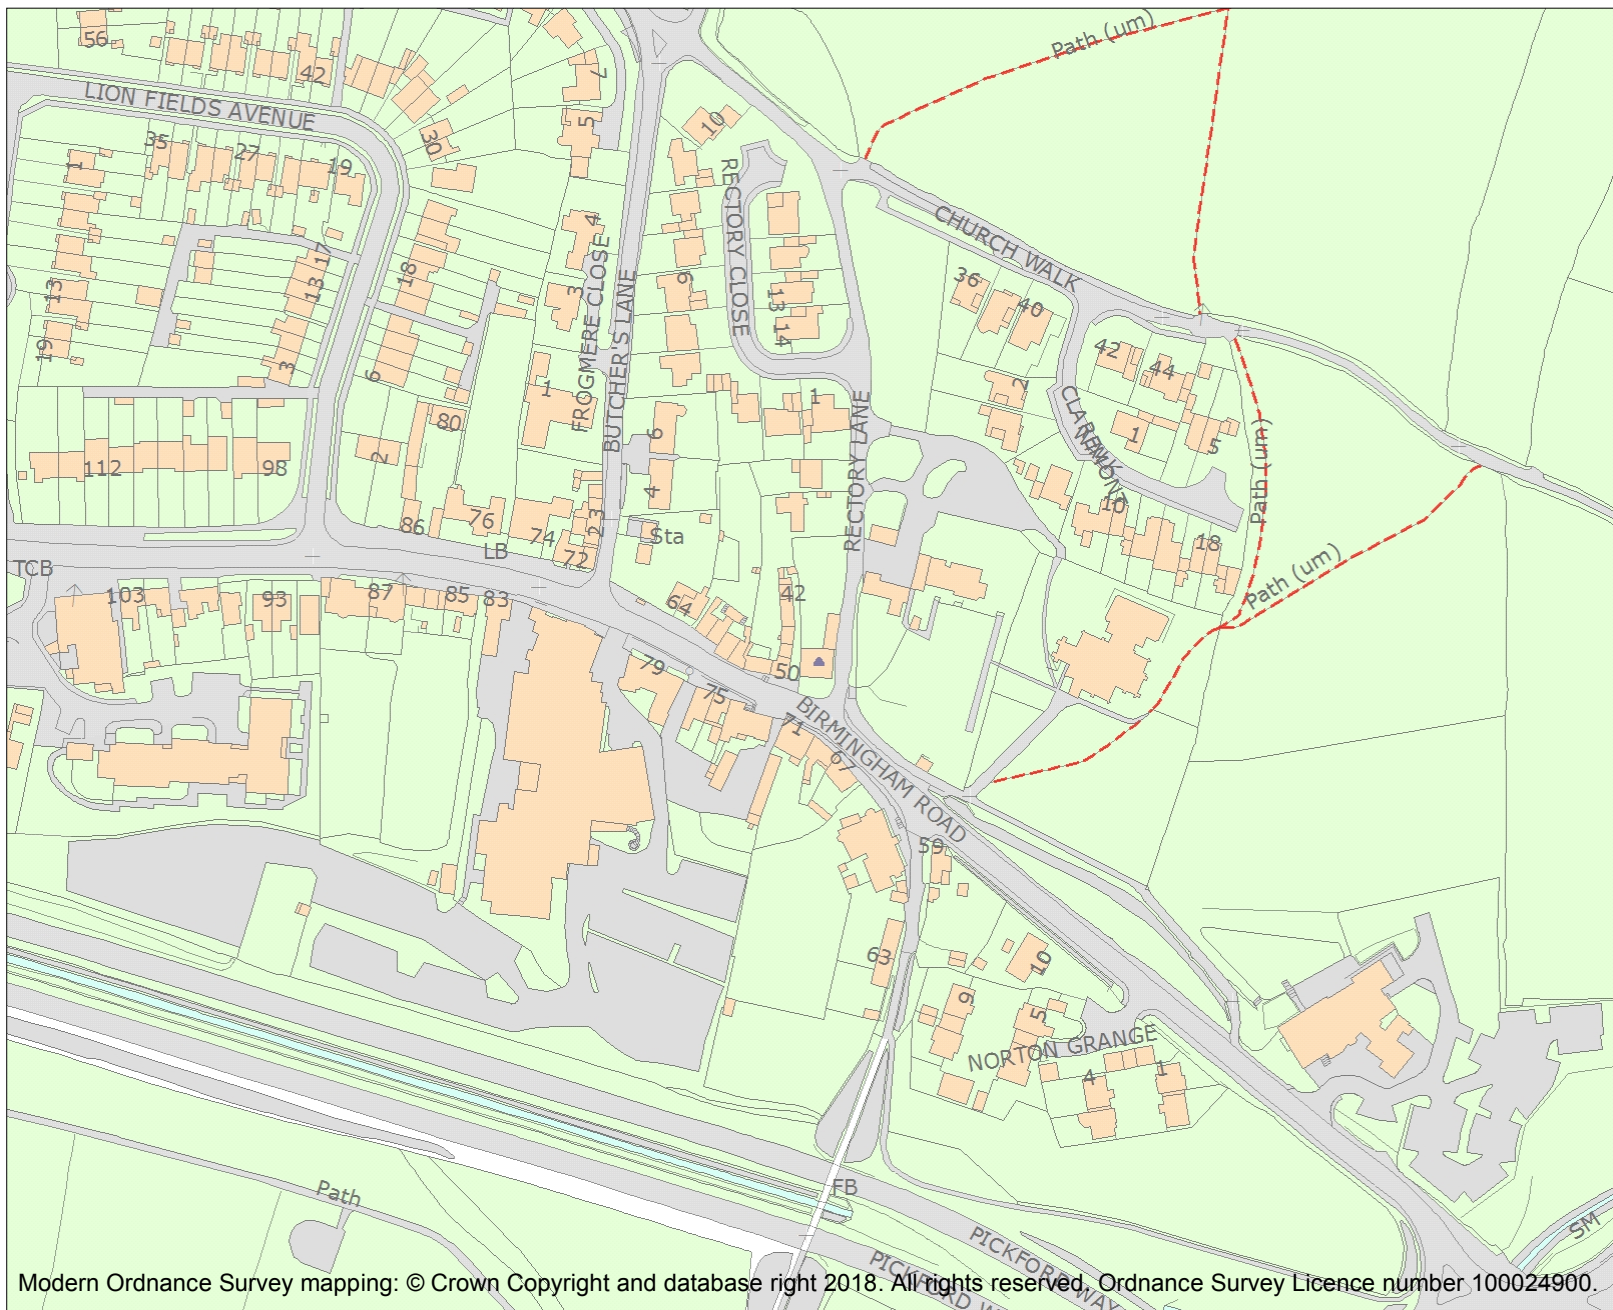 56
42
7
Path (um)
LION FIELDS AVENUE
5
10
30
35
27
19
1
RECTORY CLOSE
CHURCH WALK
4
17
18
13
13
FROGMERE CLOSE
BUTCHER'S LANE
3
9
13
14
36
40
19
3
6
42
44
2
1
1
CLAREMONT
WALK
RECTORY LANE
80
6
1
5
2
112
98
4
10
Path (um)
86
76
74
23
Sta
18
LB
72
TCB
103
93
87
85
83
64
42
Path (um)
79
50
75
71
BIRMINGHAM ROAD
67
59
63
10
9
5
NORTON GRANGE
4
1
Path
FB
PICKFORD WAY
PICKFORD W
SM
Modern Ordnance Survey mapping: © Crown Copyright and database right 2018. All rights reserved. Ordnance Survey Licence number 100024900.